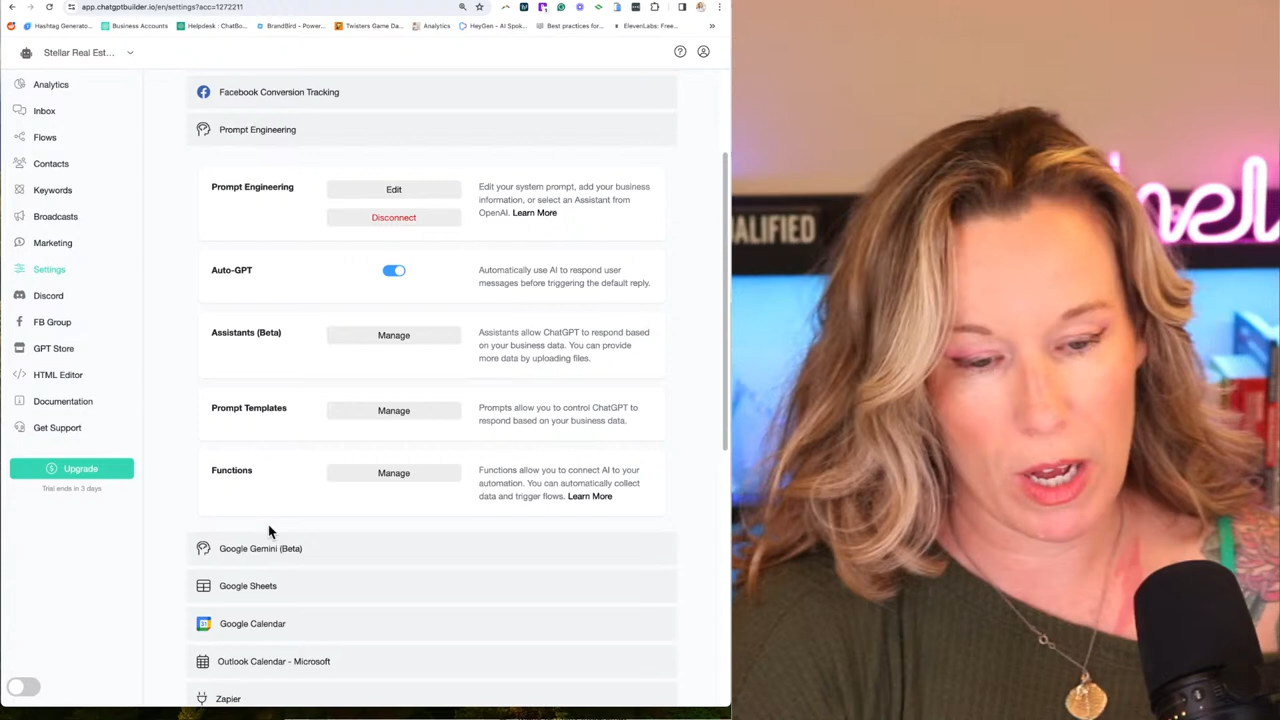 app.chatgptbuilder.io/en/settings?acc=1272211
Hashtag Generato...
Business Accounts
Helpdesk : ChatBo...
BrandBird - Power...
Twisters Game Da...
Analytics
HeyGen - AI Spok...
Best practices for...
ElevenLabs: Free...
Stellar Real Est...
Analytics
Inbox
Flows
Contacts
Keywords
Broadcasts
Marketing
Settings
Discord
FB Group
GPT Store
HTML Editor
Documentation
Get Support
Upgrade
Trial ends in 3 days
Facebook Conversion Tracking
Prompt Engineering
Prompt Engineering
Edit
Disconnect
Edit your system prompt, add your business
information, or select an Assistant from
OpenAI. Learn More
Auto-GPT
Automatically use AI to respond user
messages before triggering the default reply.
Assistants (Beta)
Manage
Assistants allow ChatGPT to respond based
on your business data. You can provide
more data by uploading files.
Prompt Templates
Manage
Prompts allow you to control ChatGPT to
respond based on your business data.
Functions
Manage
Functions allow you to connect AI to your
automation. You can automatically collect
data and trigger flows. Learn More
Google Gemini (Beta)
Google Sheets
Google Calendar
31
Outlook Calendar - Microsoft
Zapier
ALIFIED